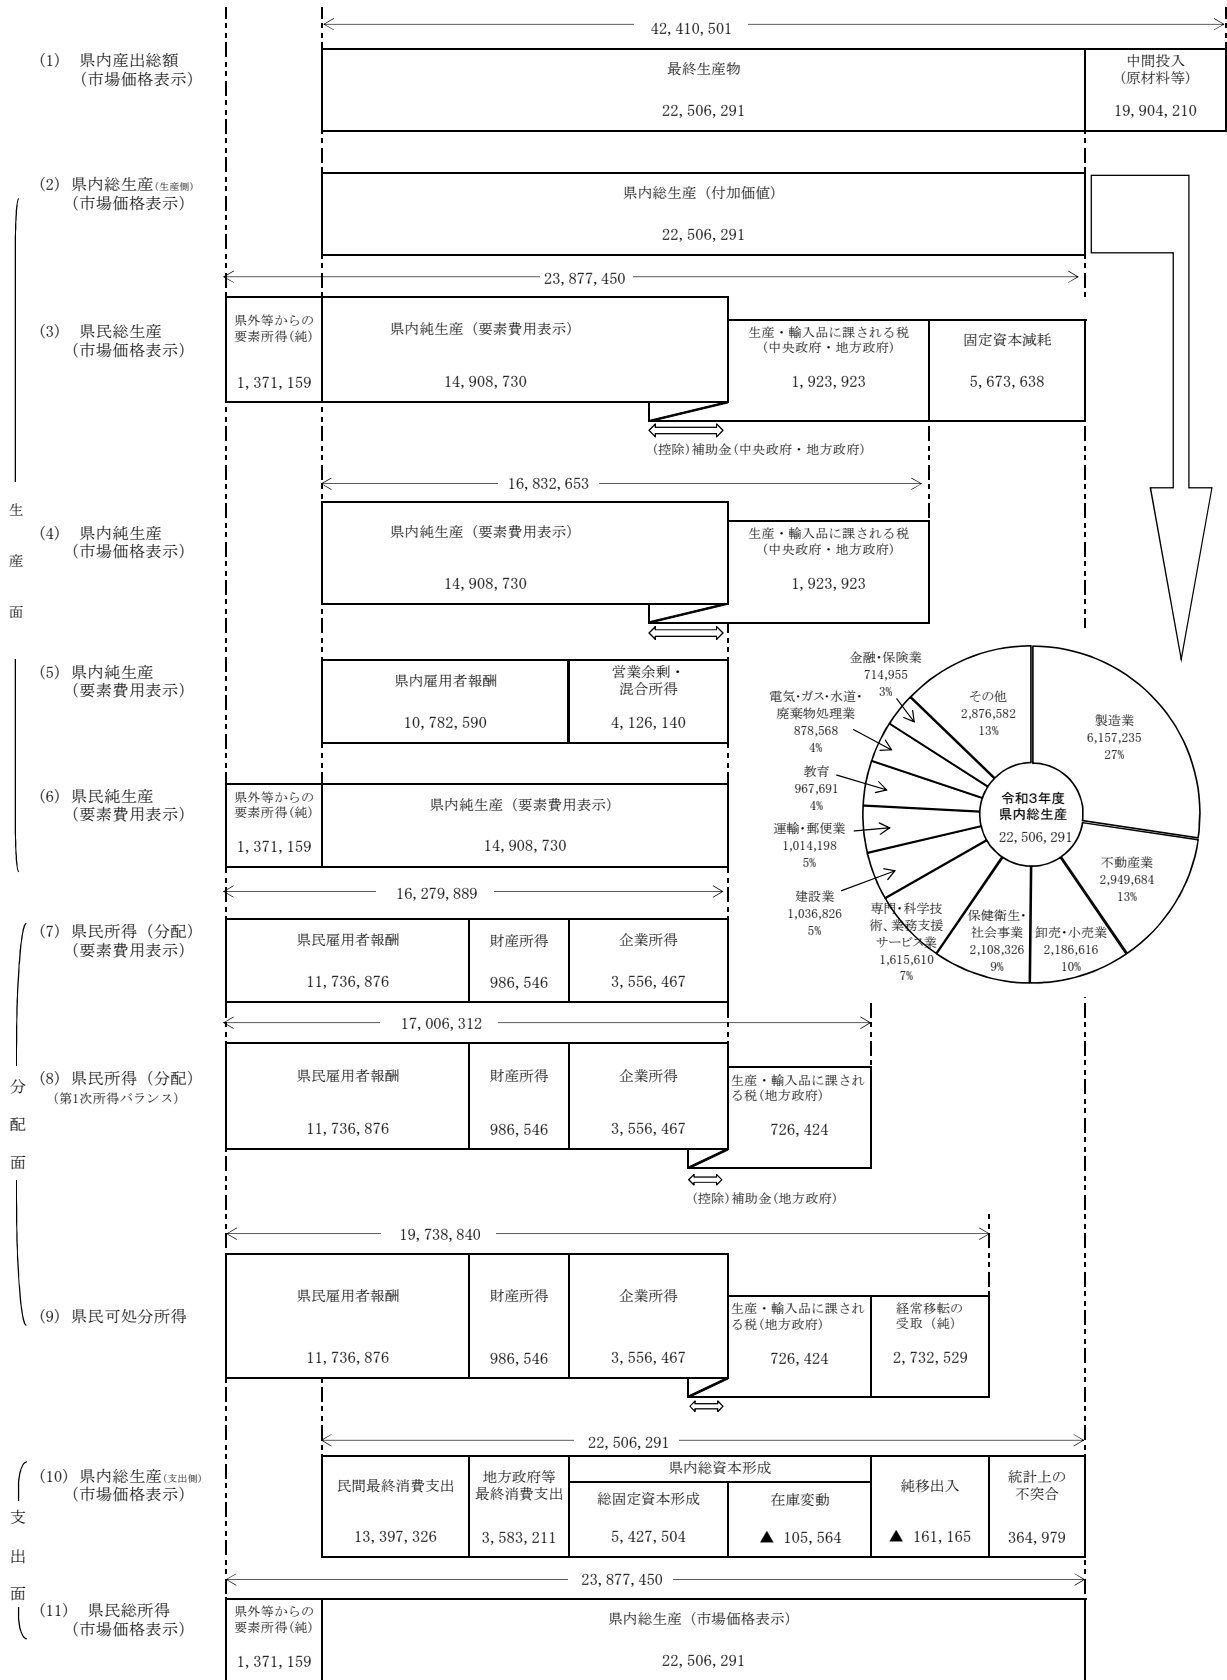 42,410,501
(1) 県内産出総額
(市場価格表示)
最終生産物
22,506,291
中間投入
(原材料等)
19,904,210
(2) 県内総生産(生産側)
(市場価格表示)
県内総生産(付加価値)
22,506,291
23,877,450
(3) 県民総生産
(市場価格表示)
県外等からの
要素所得(純)
1,371,159
県内純生産(要素費用表示)
14,908,730
生産・輸入品に課される税
(中央政府・地方政府)
1,923,923
固定資本減耗
5,673,638
(控除)補助金(中央政府・地方政府)
16,832,653
(4) 県内純生産
(市場価格表示)
県内純生産(要素費用表示)
14,908,730
生産・輸入品に課される税
(中央政府・地方政府)
1,923,923
生
産
面
(5) 県内純生産
(要素費用表示)
県内雇用者報酬
10,782,590
営業余剰・
混合所得
4,126,140
(6) 県民純生産
(要素費用表示)
県外等からの
要素所得(純)
1,371,159
県内純生産(要素費用表示)
14,908,730
令和3年度
県内総生産
22,506,291
製造業
6,157,235
27%
不動産業
2,949,684
13%
卸売・小売業
2,186,616
10%
保健衛生・
社会事業
2,108,326
9%
専門・科学技
術、業務支援
サービス業
1,615,610
7%
建設業
1,036,826
5%
運輸・郵便業
1,014,198
5%
教育
967,691
4%
電気・ガス・水道・
廃棄物処理業
878,568
4%
金融・保険業
714,955
3%
その他
2,876,582
13%
16,279,889
(7) 県民所得(分配)
(要素費用表示)
県民雇用者報酬
11,736,876
財産所得
986,546
企業所得
3,556,467
17,006,312
(8) 県民所得(分配)
(第1次所得バランス)
県民雇用者報酬
11,736,876
財産所得
986,546
企業所得
3,556,467
生産・輸入品に課され
る税(地方政府)
726,424
(控除)補助金(地方政府)
分
配
面
19,738,840
(9) 県民可処分所得
県民雇用者報酬
11,736,876
財産所得
986,546
企業所得
3,556,467
生産・輸入品に課され
る税(地方政府)
726,424
経常移転の
受取(純)
2,732,529
22,506,291
(10) 県内総生産(支出側)
(市場価格表示)
民間最終消費支出
13,397,326
地方政府等
最終消費支出
3,583,211
県内総資本形成
総固定資本形成
5,427,504
在庫変動
▲ 105,564
純移出入
▲ 161,165
統計上の
不突合
364,979
支
出
面
23,877,450
(11) 県民総所得
(市場価格表示)
県外等からの
要素所得(純)
1,371,159
県内総生産(市場価格表示)
22,506,291